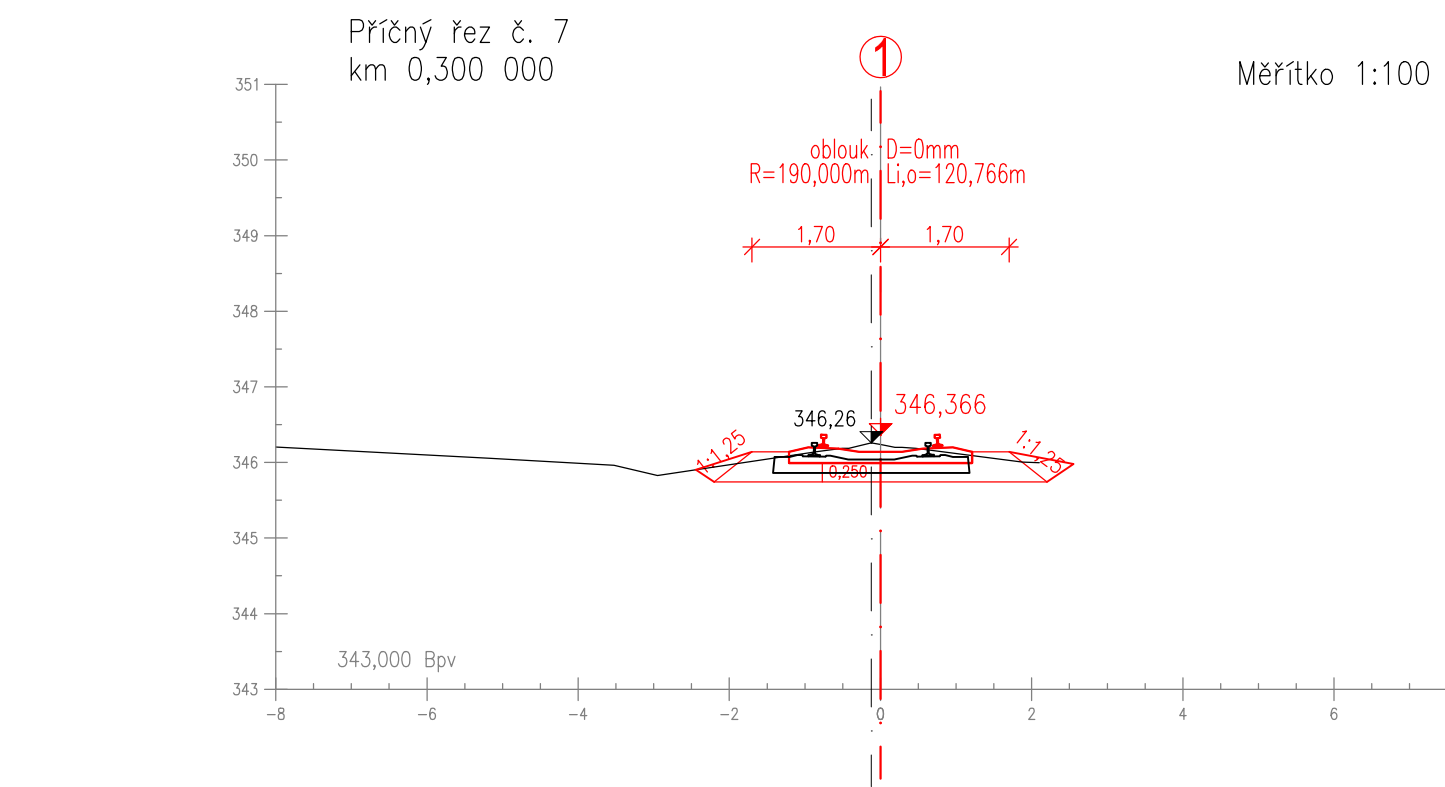 Příčný řez č. 7
km 0,300 000
1
Měřítko 1:100
oblouk D=0mm
R=190,000m Li,o=120,766m
1,70 1,70
346,26 346,366
1:1,25 1:1,25
0,250
351
350
349
348
347
346
345
344
343
343,000 Bpv
-8 -6 -4 -2 0 2 4 6